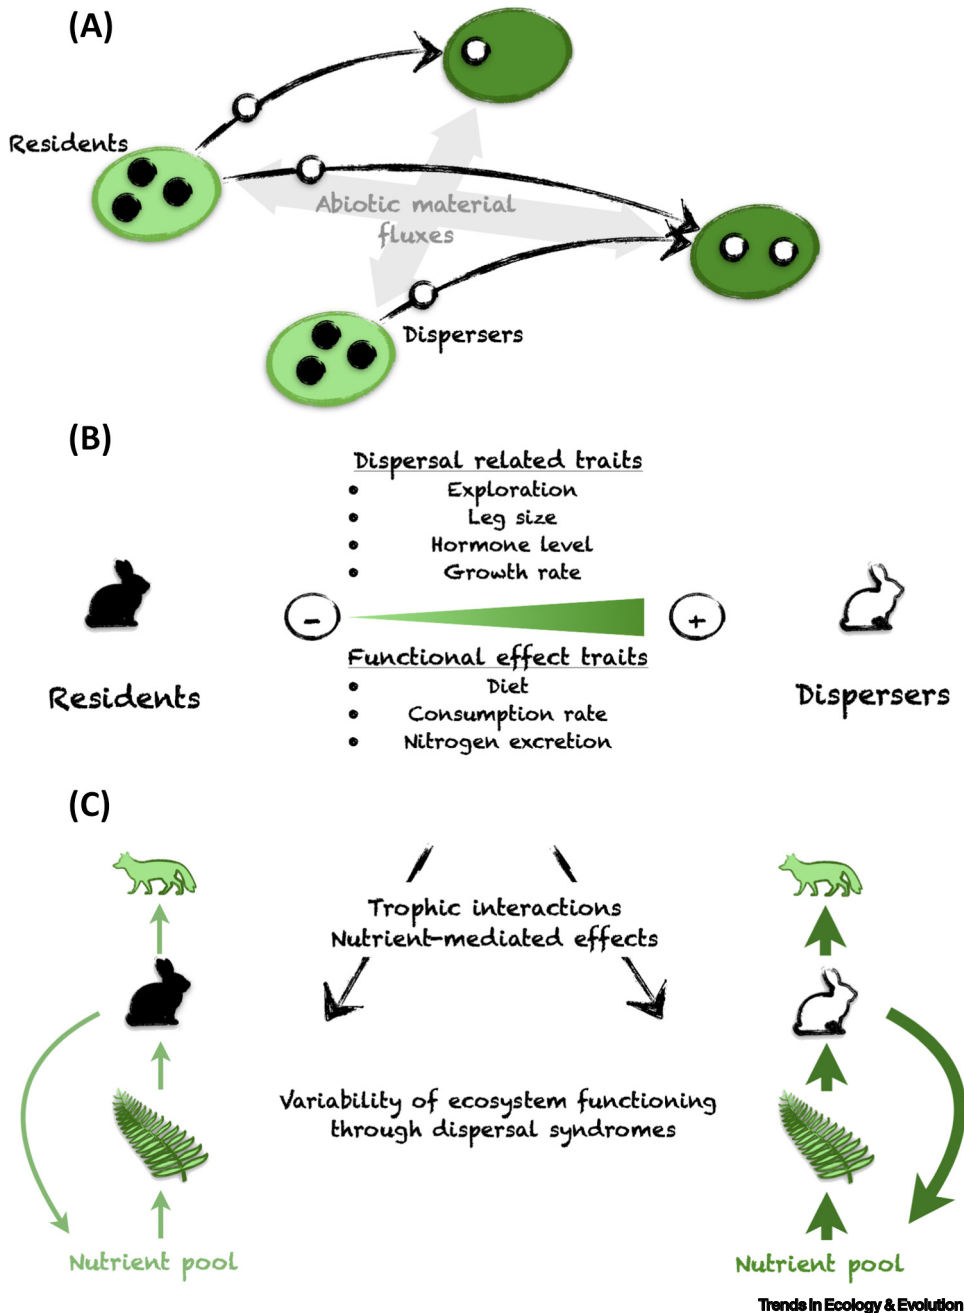 (A)
Residents
Abiotic material
fluxes
Dispersers
(B)
Dispersal related traits
• Exploration
• Leg size
• Hormone level
• Growth rate
-
+
Functional effect traits
• Diet
• Consumption rate
• Nitrogen excretion
Residents
Dispersers
(C)
Trophic interactions
Nutrient-mediated effects
Variability of ecosystem functioning
through dispersal syndromes
Nutrient pool
Nutrient pool
Trends in Ecology & Evolution